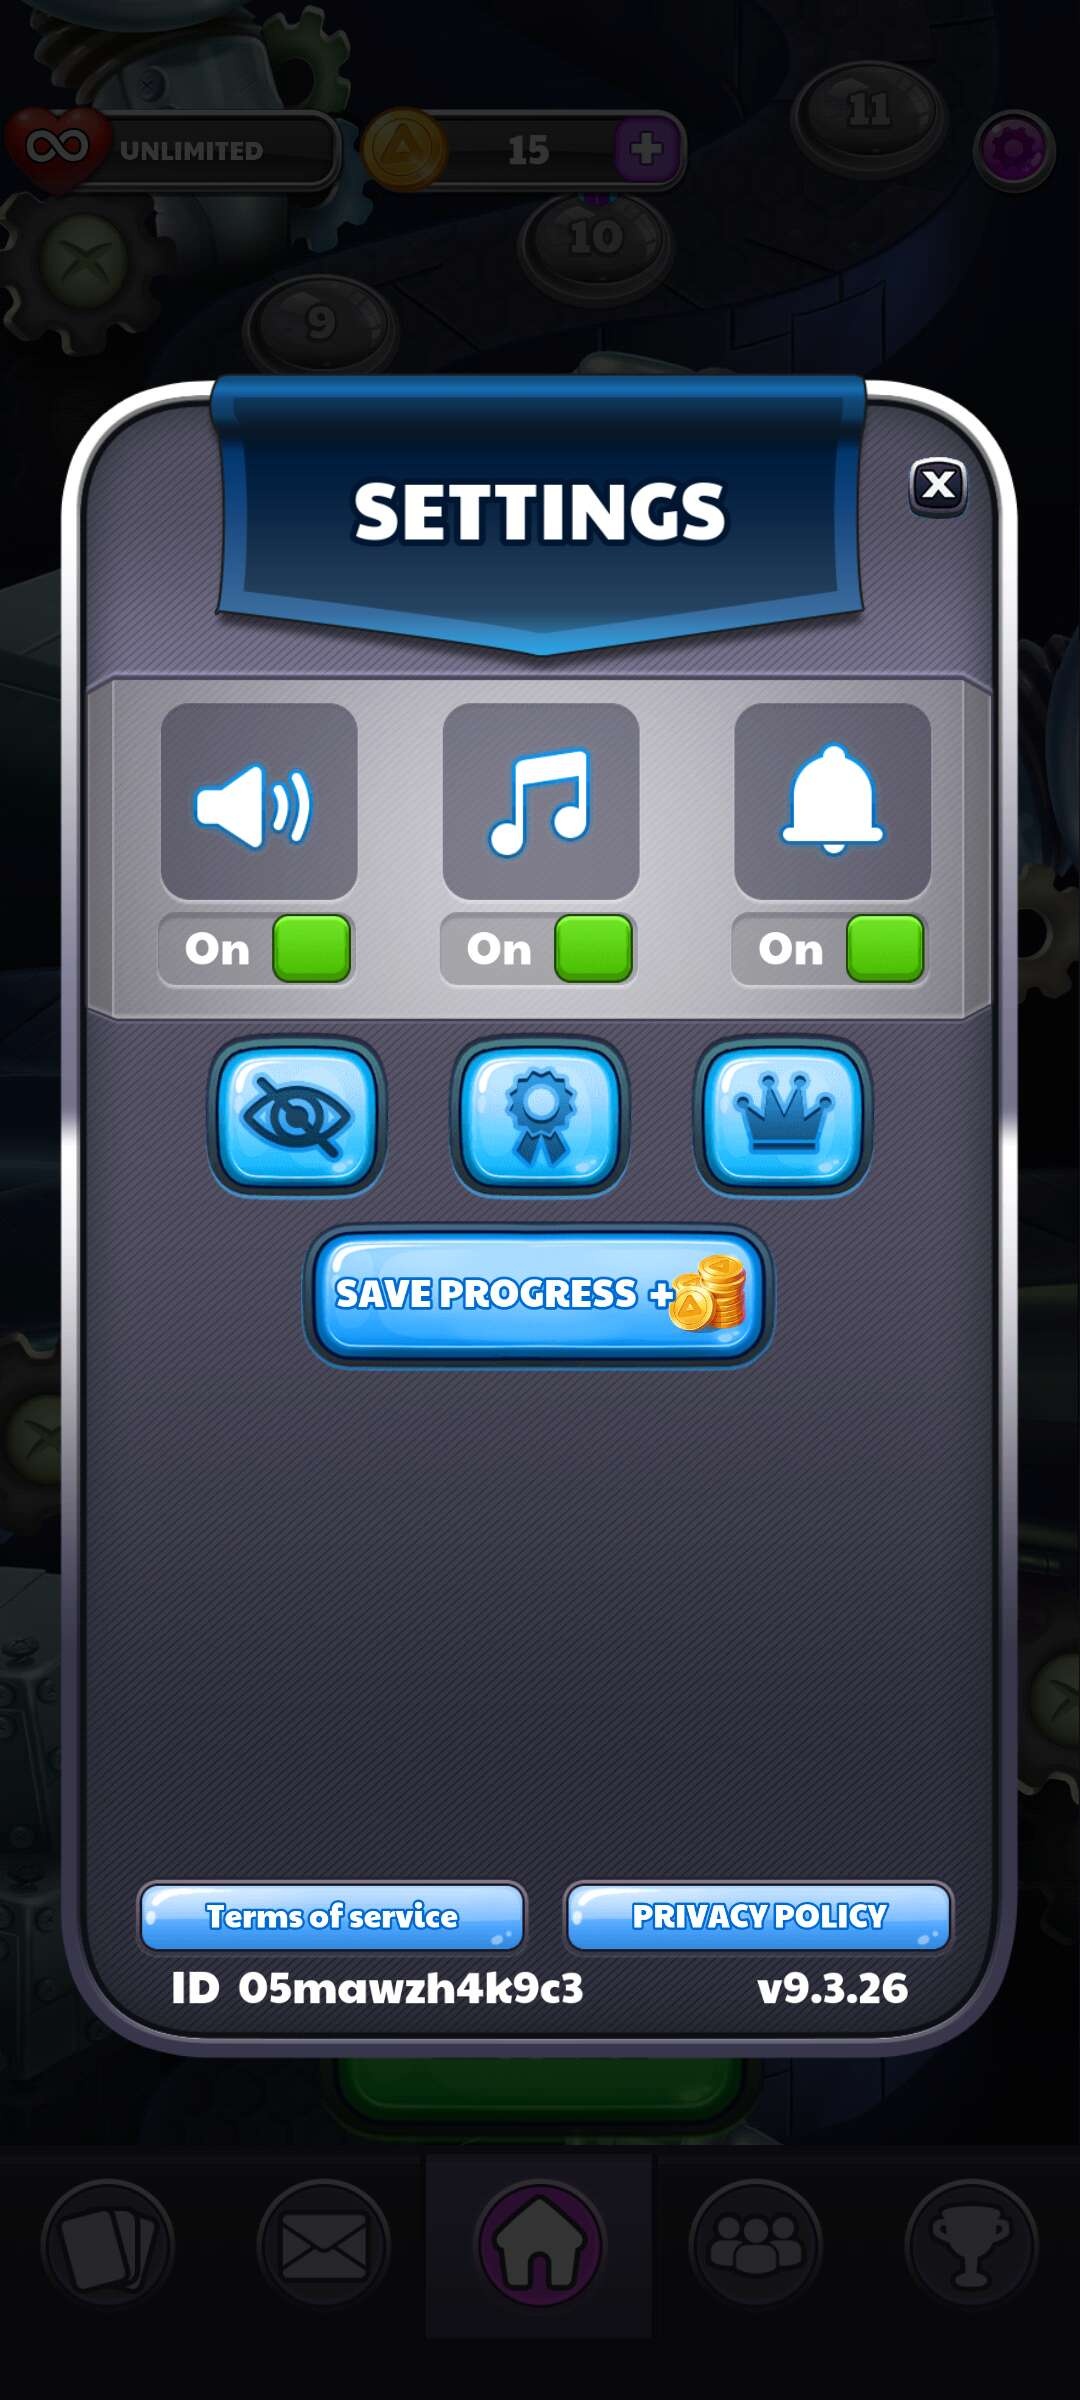 UNLIMITED
15
11
10
9
SETTINGS
X
On
On
On
SAVE PROGRESS +
Terms of service
PRIVACY POLICY
ID 05mawzh4k9c3
v9.3.26